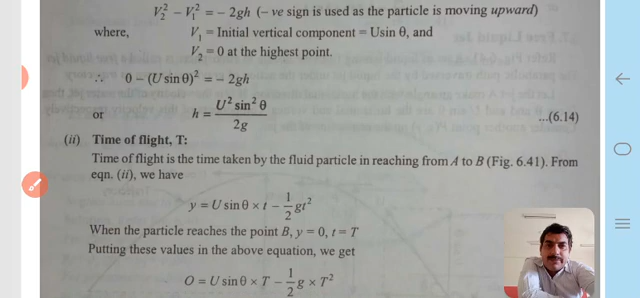 V₂² – V₁² = – 2gh (– ve sign is used as the particle is moving upward)
where, V₁ = Initial vertical component = Usin θ, and
V₂ = 0 at the highest point.
∴ 0 – (U sin θ)² = – 2gh
or h = U² sin² θ / 2g ...(6.14)
(ii) Time of flight, T:
Time of flight is the time taken by the fluid particle in reaching from A to B (Fig. 6.41). From
eqn. (ii), we have
y = U sin θ × t – 1/2 gt²
When the particle reaches the point B, y = 0, t = T
Putting these values in the above equation, we get
O = U sin θ × T – 1/2 g × T²